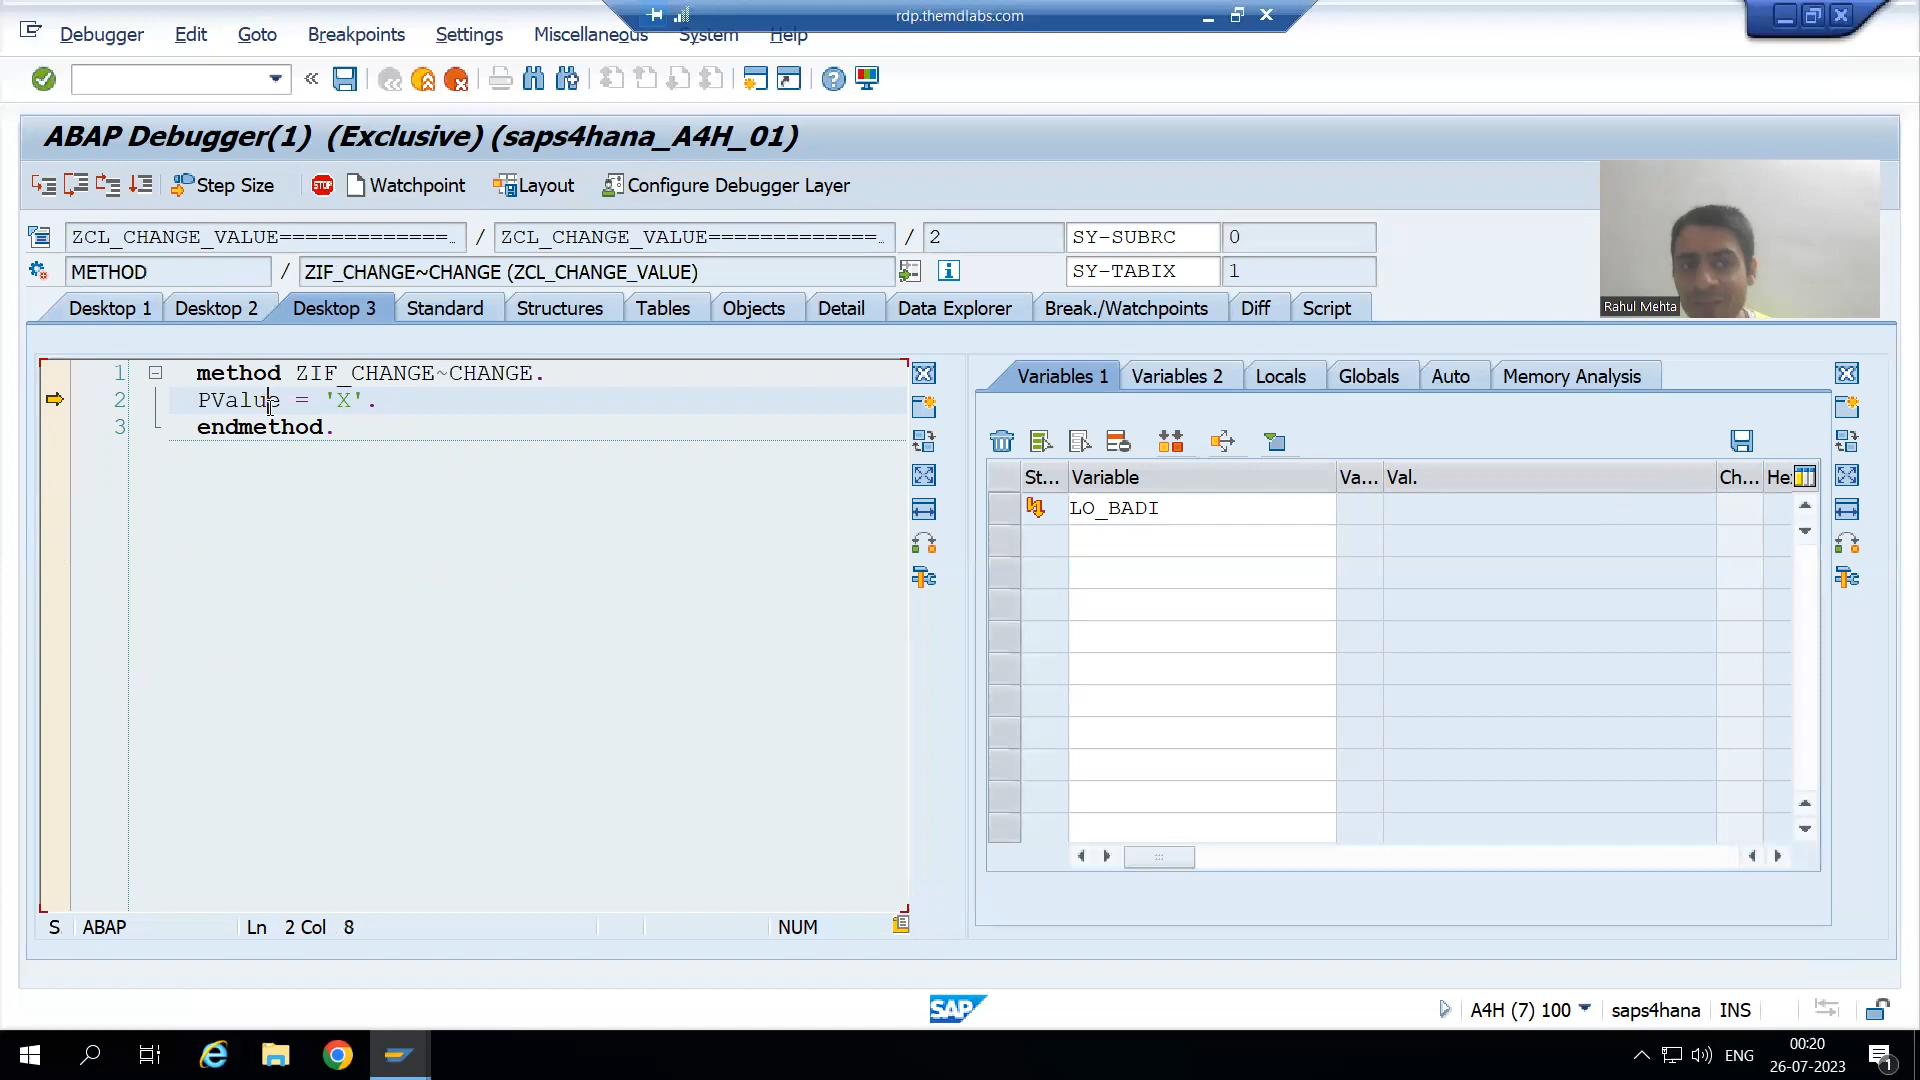 rdp.themdlabs.com
Debugger Edit Goto Breakpoints Settings Miscellaneous System Help
ABAP Debugger(1) (Exclusive) (saps4hana_A4H_01)
STOP
Step Size Watchpoint Layout Configure Debugger Layer
ZCL_CHANGE_VALUE=============… / ZCL_CHANGE_VALUE=============… / 2 SY-SUBRC 0
METHOD / ZIF_CHANGE~CHANGE (ZCL_CHANGE_VALUE) SY-TABIX 1
Rahul Mehta
Desktop 1 Desktop 2 Desktop 3 Standard Structures Tables Objects Detail Data Explorer Break./Watchpoints Diff Script
1 method ZIF_CHANGE~CHANGE.
2 PValue = 'X'.
3 endmethod.
Variables 1 Variables 2 Locals Globals Auto Memory Analysis
St... Variable Va... Val. Ch... He
LO_BADI
S ABAP Ln 2 Col 8 NUM
SAP A4H (7) 100 saps4hana INS
ENG 00:20
26-07-2023
1